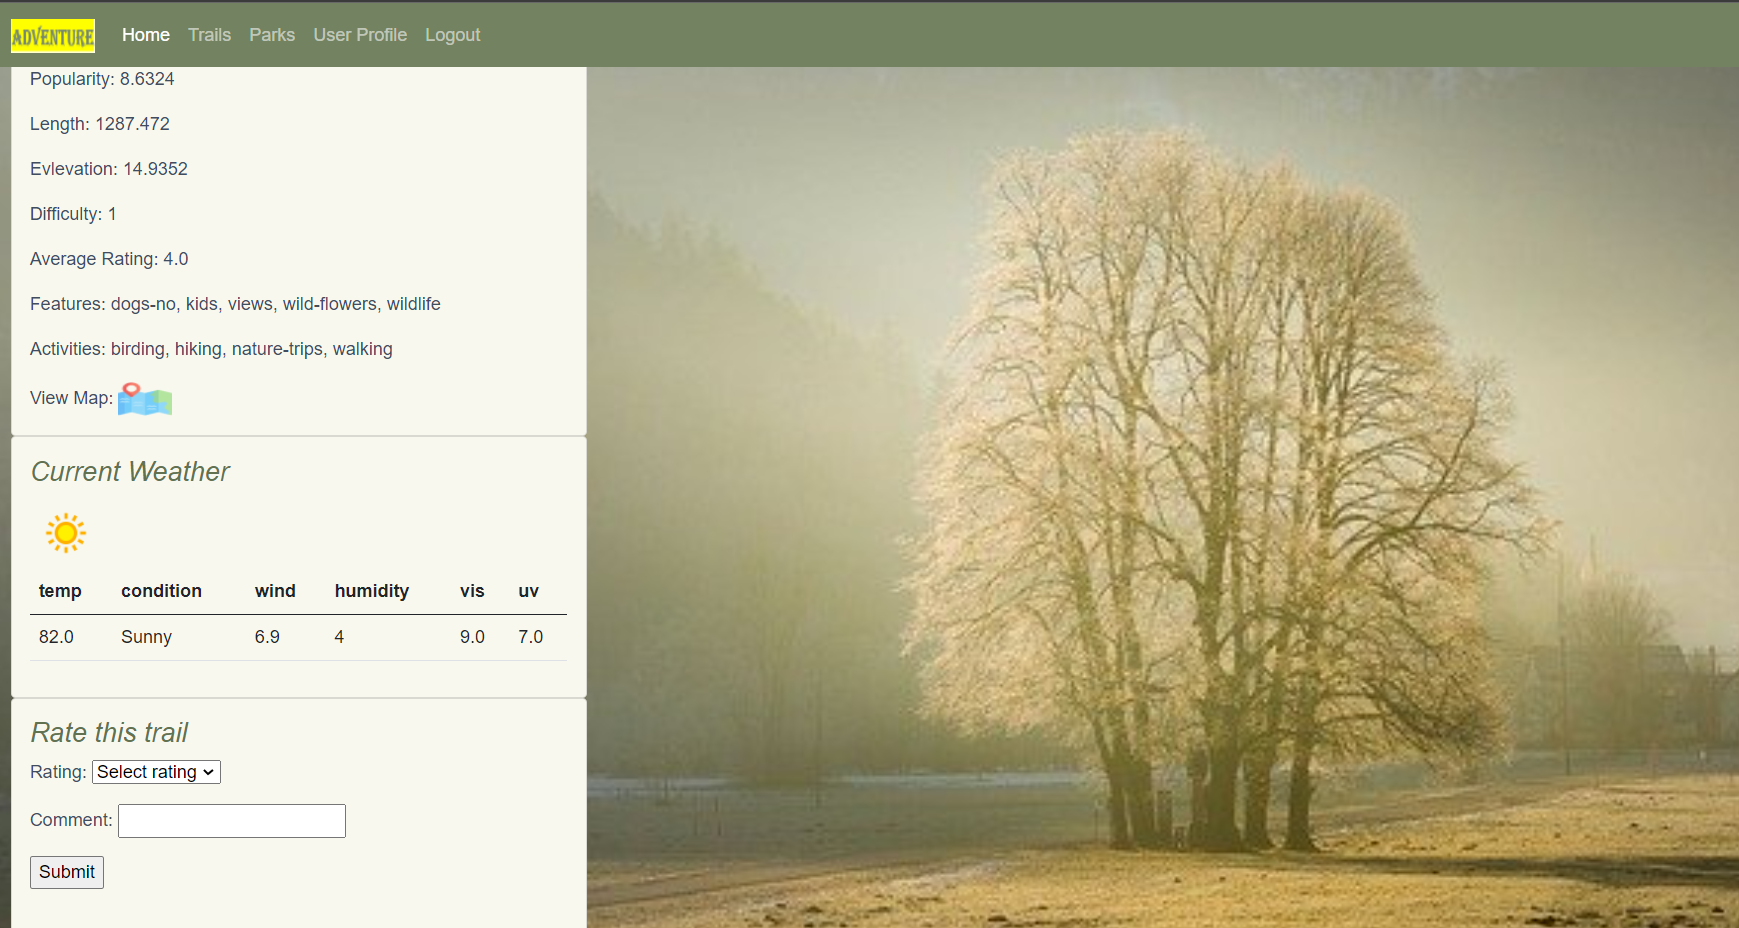 ADVENTURE Home Trails Parks User Profile Logout
Popularity: 8.6324
Length: 1287.472
Evlevation: 14.9352
Difficulty: 1
Average Rating: 4.0
Features: dogs-no, kids, views, wild-flowers, wildlife
Activities: birding, hiking, nature-trips, walking
View Map:
Current Weather
temp condition wind humidity vis uv
82.0 Sunny 6.9 4 9.0 7.0
Rate this trail
Rating: Select rating
Comment:
Submit